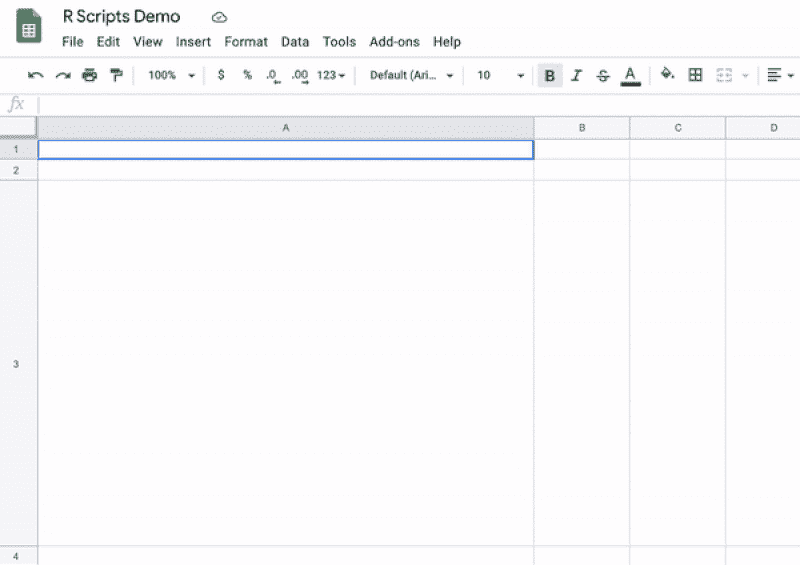 R Scripts Demo
File Edit View Insert Format Data Tools Add-ons Help
100% $ % .0 .00 123 Default (Ari... 10 B I S A
fx
A B C D
1
2
3
4